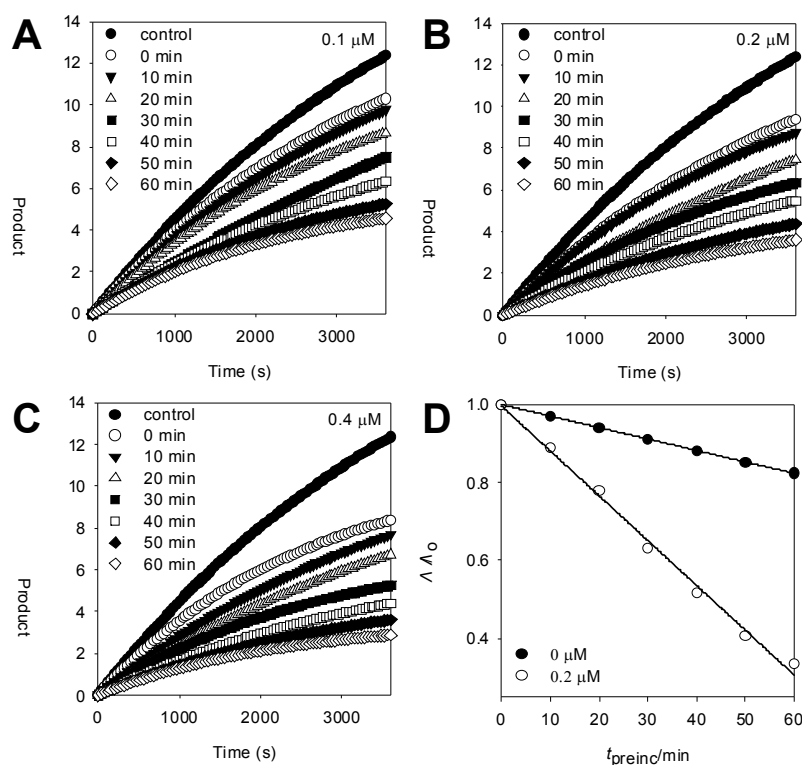 A
14
12
10
8
6
4
2
0
Product
control
0 min
10 min
20 min
30 min
40 min
50 min
60 min
0.1 μM
0
1000
2000
3000
Time (s)
B
14
12
10
8
6
4
2
0
Product
control
0 min
10 min
20 min
30 min
40 min
50 min
60 min
0.2 μM
0
1000
2000
3000
Time (s)
C
14
12
10
8
6
4
2
0
Product
control
0 min
10 min
20 min
30 min
40 min
50 min
60 min
0.4 μM
0
1000
2000
3000
Time (s)
D
1.0
0.8
0.6
0.4
v/vo
0 μM
0.2 μM
0
10
20
30
40
50
60
tpreinc/min